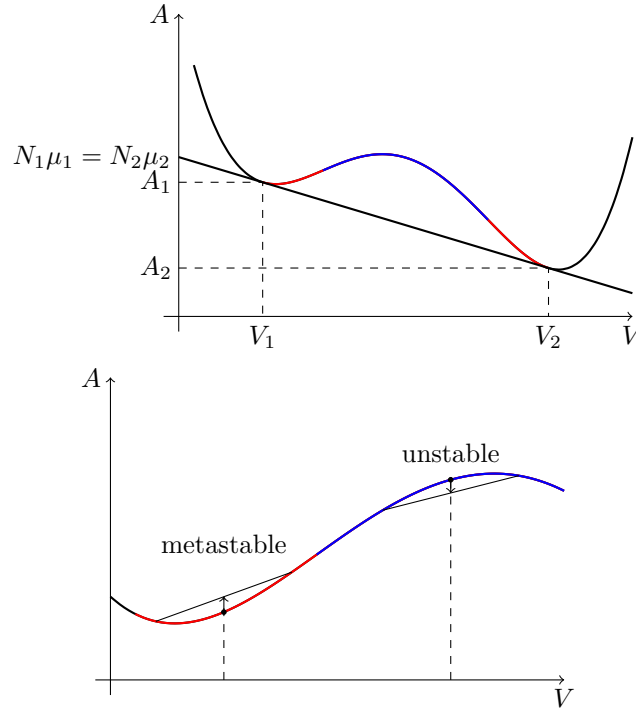 A
N₁μ₁ = N₂μ₂
A₁
A₂
V₁
V₂
V
A
unstable
metastable
V